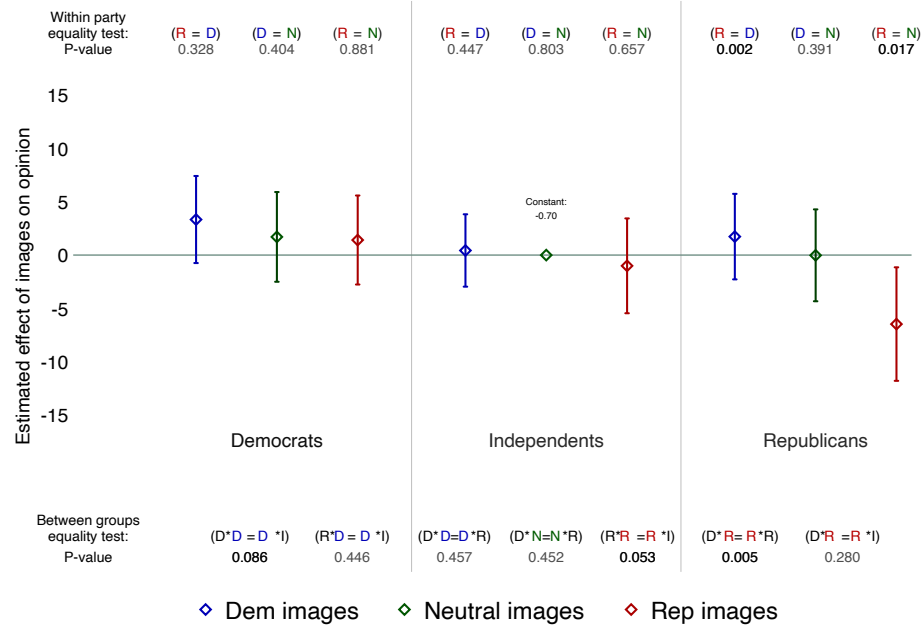 Within party
equality test:
P-value
(R = D) (D = N) (R = N) (R = D) (D = N) (R = N) (R = D) (D = N) (R = N)
0.328 0.404 0.881 0.447 0.803 0.657 0.002 0.391 0.017
Estimated effect of images on opinion
15
10
5
0
-5
-10
-15
Constant:
-0.70
Democrats Independents Republicans
Between groups
equality test:
P-value
(D*D = D *I) (R*D = D *I) (D* D=D*R) (D* N=N*R) (R*R = R *I) (D* R= R*R) (D*R = R *I)
0.086 0.446 0.457 0.452 0.053 0.005 0.280
Dem images Neutral images Rep images